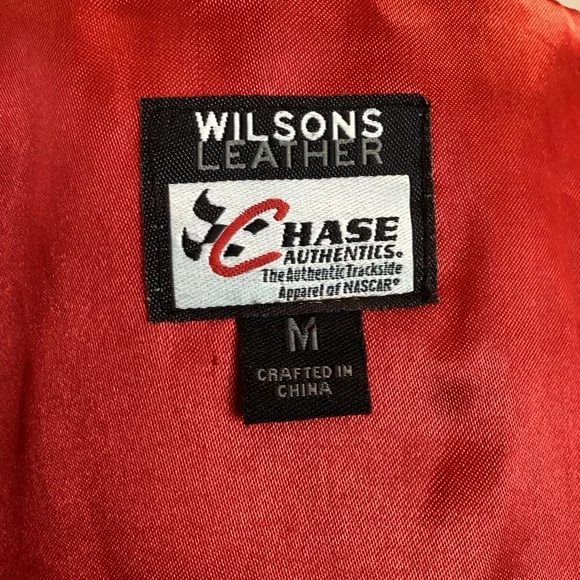 WILSONS
LEATHER
CHASE
AUTHENTICS®
The Authentic Trackside
Apparel of NASCAR®
M
CRAFTED IN
CHINA